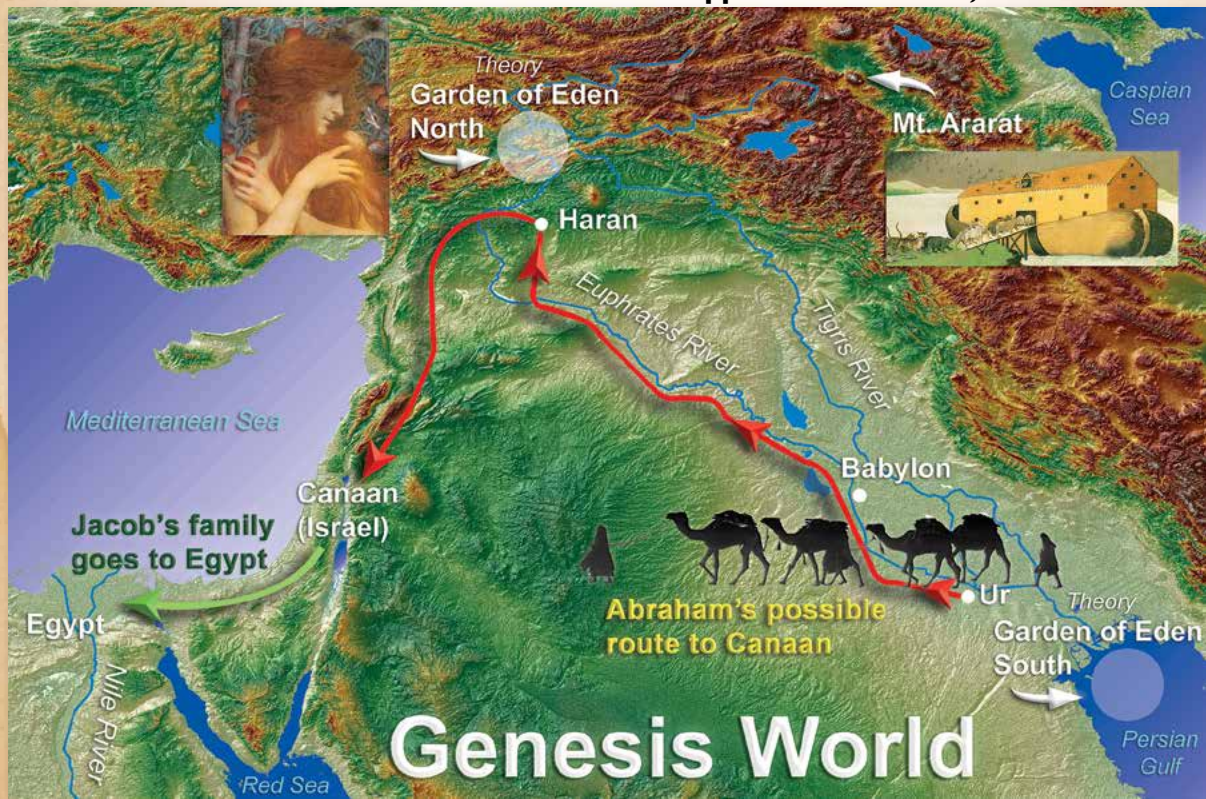 Theory
Garden of Eden
North
Mt. Ararat
Caspian
Sea
Haran
Euphrates River
Tigris River
Mediterranean Sea
Babylon
Canaan
(Israel)
Jacob's family
goes to Egypt
Egypt
Nile River
Red Sea
Abraham's possible
route to Canaan
Ur
Theory
Garden of Eden
South
Persian
Gulf
Genesis World